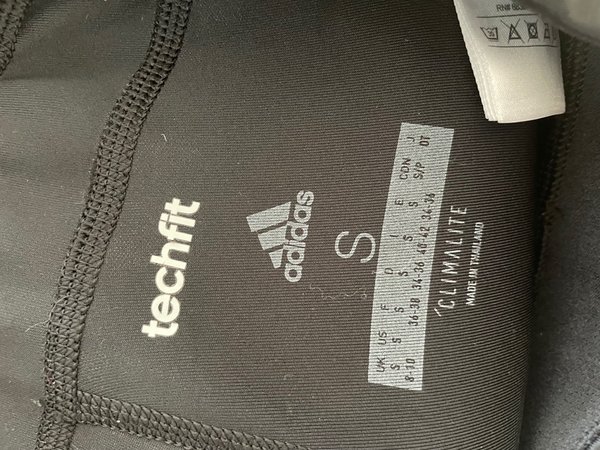 techfit
adidas
S
UK US F D I E CON J
S S S S S S S/P OT
8-10 36-38 34-36 40-42 34-36
CLIMALITE
MADE IN THAILAND